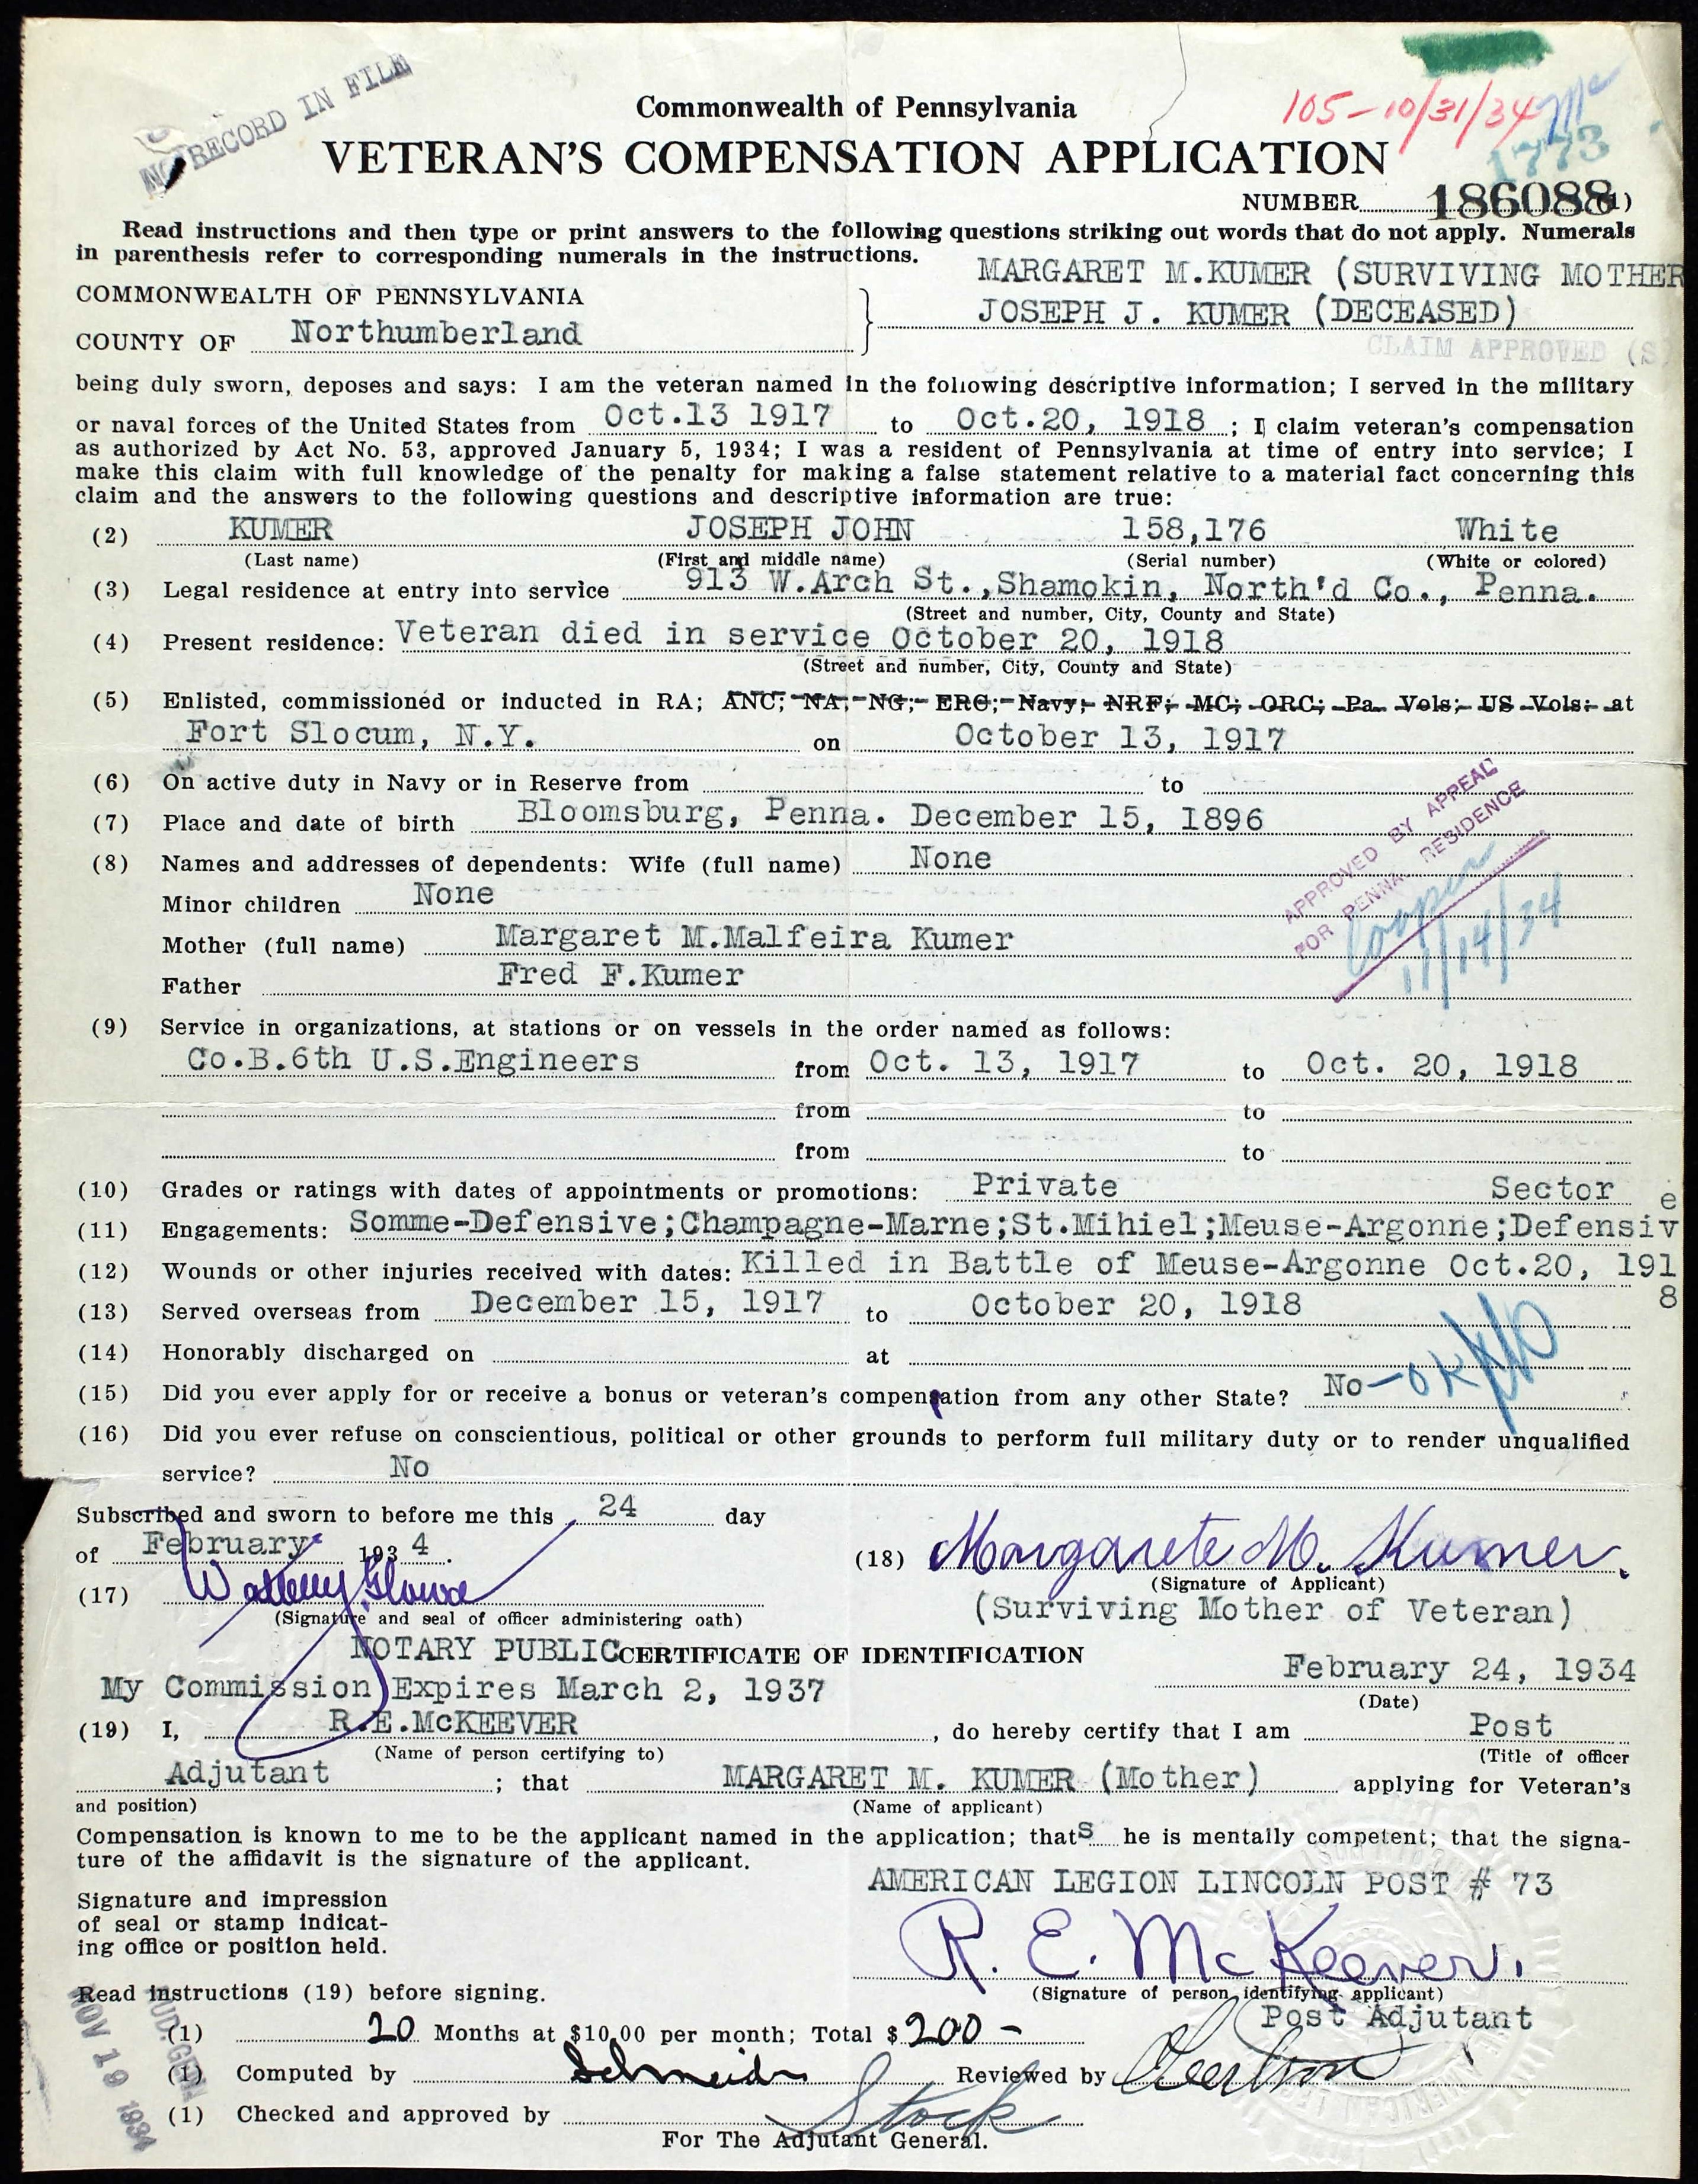 NOT RECORD IN FILE
105-10/31/34
1773
Commonwealth of Pennsylvania
VETERAN'S COMPENSATION APPLICATION
NUMBER 186088 (1)
Read instructions and then type or print answers to the following questions striking out words that do not apply. Numerals
in parenthesis refer to corresponding numerals in the instructions.
MARGARET M.KUMER (SURVIVING MOTHER
COMMONWEALTH OF PENNSYLVANIA
JOSEPH J. KUMER (DECEASED)
COUNTY OF Northumberland
CLAIM APPROVED (S
being duly sworn, deposes and says: I am the veteran named in the following descriptive information; I served in the military
or naval forces of the United States from Oct.13 1917 to Oct.20, 1918 ; I claim veteran's compensation
as authorized by Act No. 53, approved January 5, 1934; I was a resident of Pennsylvania at time of entry into service; I
make this claim with full knowledge of the penalty for making a false statement relative to a material fact concerning this
claim and the answers to the following questions and descriptive information are true:
(2) KUMER JOSEPH JOHN 158,176 White
(Last name) (First and middle name) (Serial number) (White or colored)
(3) Legal residence at entry into service 913 W.Arch St.,Shamokin, North'd Co., Penna.
(Street and number, City, County and State)
(4) Present residence: Veteran died in service October 20, 1918
(Street and number, City, County and State)
(5) Enlisted, commissioned or inducted in RA; ANC; NA; NG; ERC; Navy; NRF; MC; ORC; Pa. Vols; US Vols; at
Fort Slocum, N.Y. on October 13, 1917
(6) On active duty in Navy or in Reserve from to
(7) Place and date of birth Bloomsburg, Penna. December 15, 1896
(8) Names and addresses of dependents: Wife (full name) None
Minor children None
Mother (full name) Margaret M.Malfeira Kumer
Father Fred F.Kumer
APPROVED BY APPEAL
FOR PENNA. RESIDENCE
Cooper
11/14/34
(9) Service in organizations, at stations or on vessels in the order named as follows:
Co.B.6th U.S.Engineers from Oct. 13, 1917 to Oct. 20, 1918
from to
from to
(10) Grades or ratings with dates of appointments or promotions: Private Sector e
(11) Engagements: Somme-Defensive;Champagne-Marne;St.Mihiel;Meuse-Argonne;Defensiv
(12) Wounds or other injuries received with dates: Killed in Battle of Meuse-Argonne Oct.20, 191
8
(13) Served overseas from December 15, 1917 to October 20, 1918
(14) Honorably discharged on at
(15) Did you ever apply for or receive a bonus or veteran's compensation from any other State? No - OK
(16) Did you ever refuse on conscientious, political or other grounds to perform full military duty or to render unqualified
service? No
Subscribed and sworn to before me this 24 day
of February 193 4.
(18) Margarete M. Kumer.
(Signature of Applicant)
(Surviving Mother of Veteran)
(17)
(Signature and seal of officer administering oath)
NOTARY PUBLIC CERTIFICATE OF IDENTIFICATION
My Commission Expires March 2, 1937
February 24, 1934
(Date)
(19) I, R.E.McKEEVER, do hereby certify that I am Post
(Name of person certifying to) (Title of officer
Adjutant ; that MARGARET M. KUMER (Mother) applying for Veteran's
and position) (Name of applicant)
Compensation is known to me to be the applicant named in the application; that S he is mentally competent; that the signa-
ture of the affidavit is the signature of the applicant.
AMERICAN LEGION LINCOLN POST # 73
Signature and impression
of seal or stamp indicat-
ing office or position held.
R. E. McKeever.
Read instructions (19) before signing.
(Signature of person identifying applicant)
Post Adjutant
(1) 20 Months at $10.00 per month; Total $ 200 -
(1) Computed by Schneider Reviewed by
(1) Checked and approved by Stock
For The Adjutant General.
AUD. GEN.
NOV 19 1934